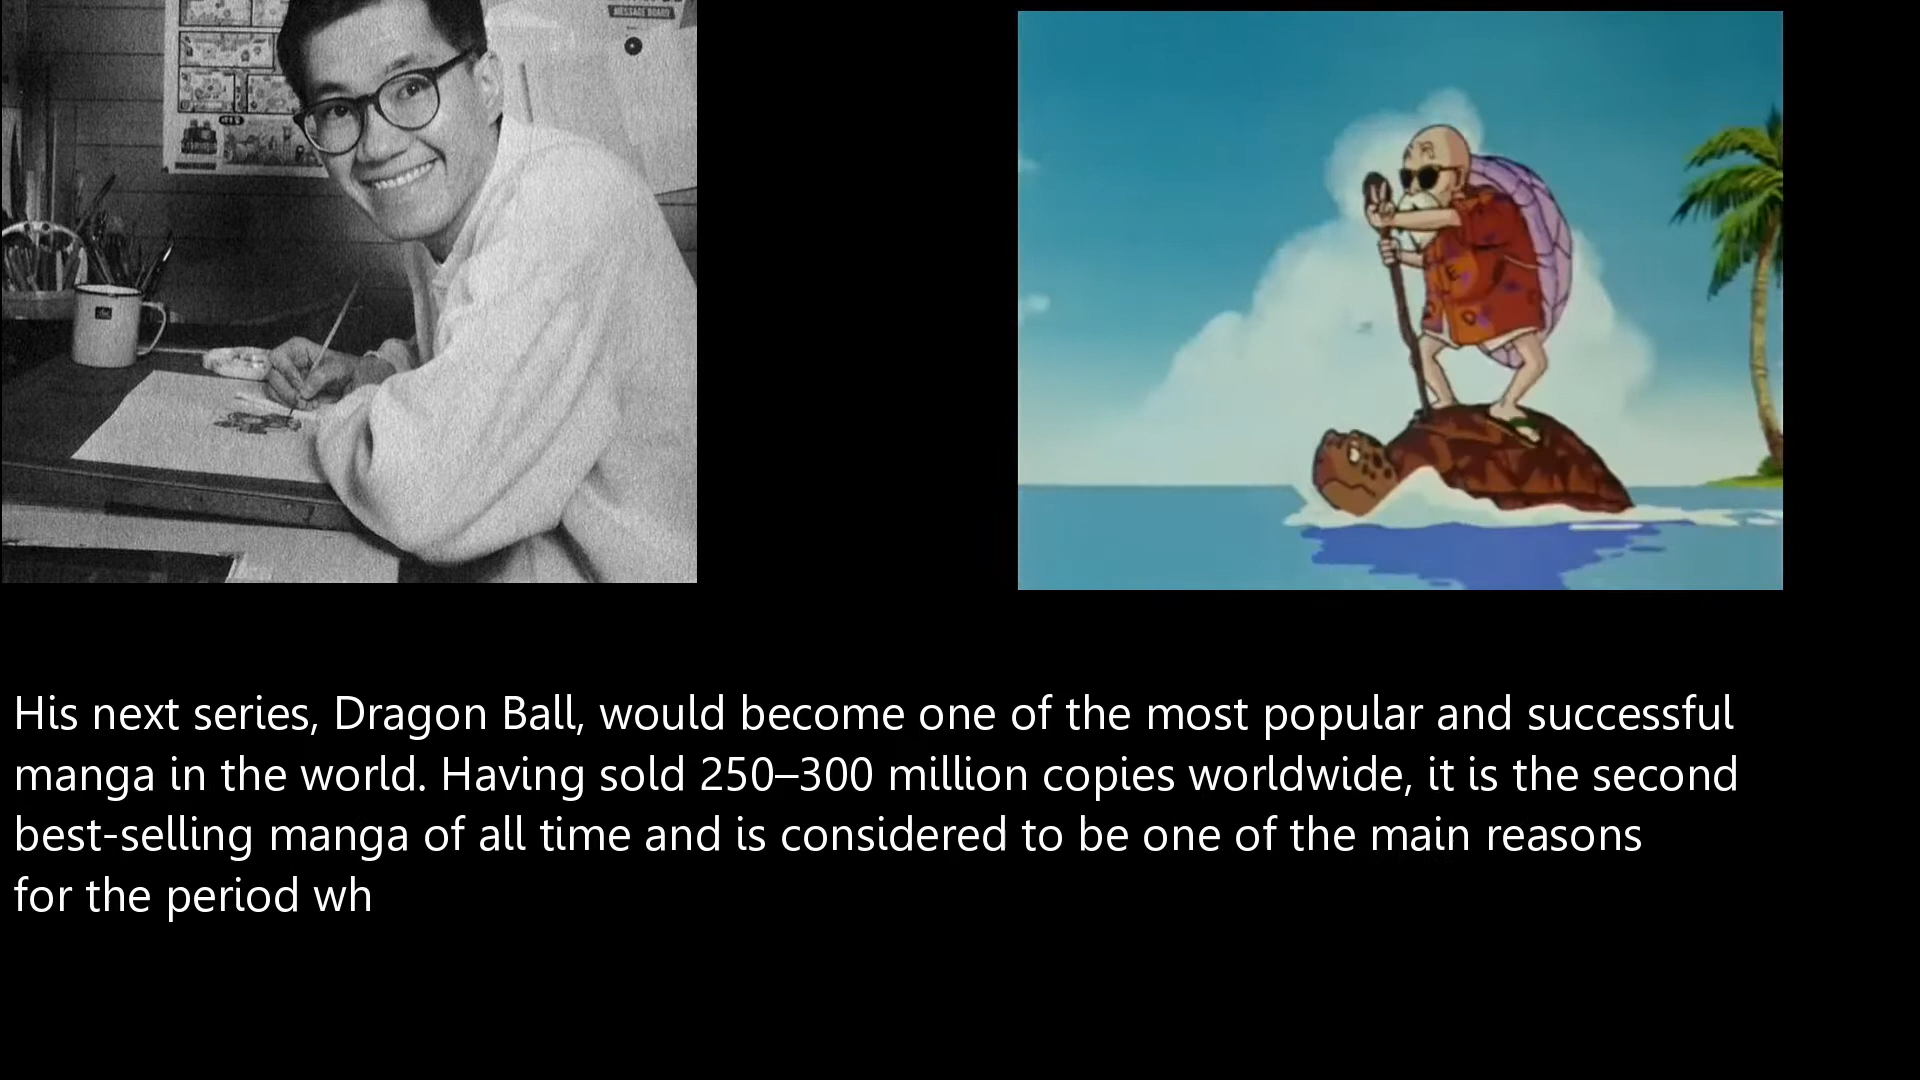 MESSAGE BOARD
His next series, Dragon Ball, would become one of the most popular and successful
manga in the world. Having sold 250–300 million copies worldwide, it is the second
best-selling manga of all time and is considered to be one of the main reasons
for the period wh